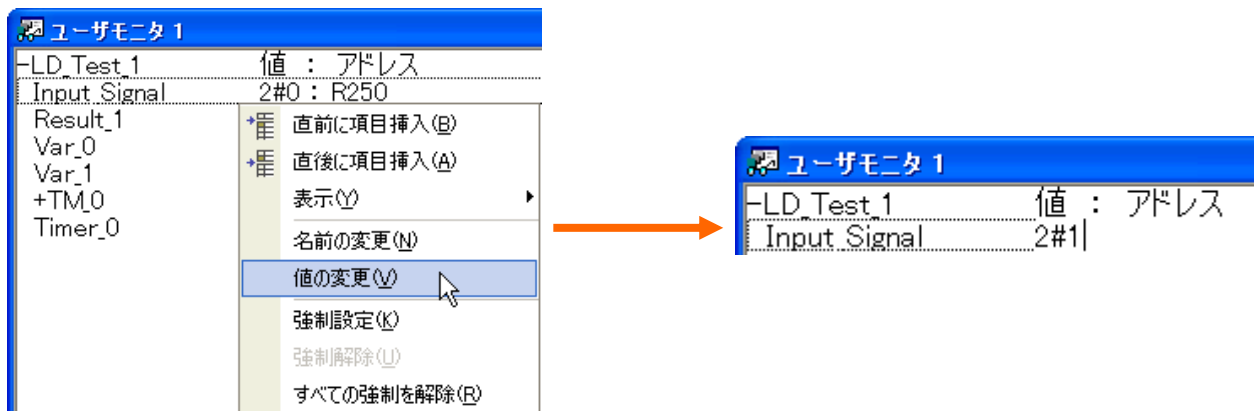 ユーザモニタ 1
-LD_Test_1 値 : アドレス
Input Signal 2#0 : R250
Result_1
Var_0
Var_1
+TM_0
Timer_0
直前に項目挿入(B)
直後に項目挿入(A)
表示(Y)
名前の変更(N)
値の変更(V)
強制設定(K)
強制解除(U)
すべての強制を解除(R)
ユーザモニタ 1
-LD_Test_1 値 : アドレス
Input Signal 2#1